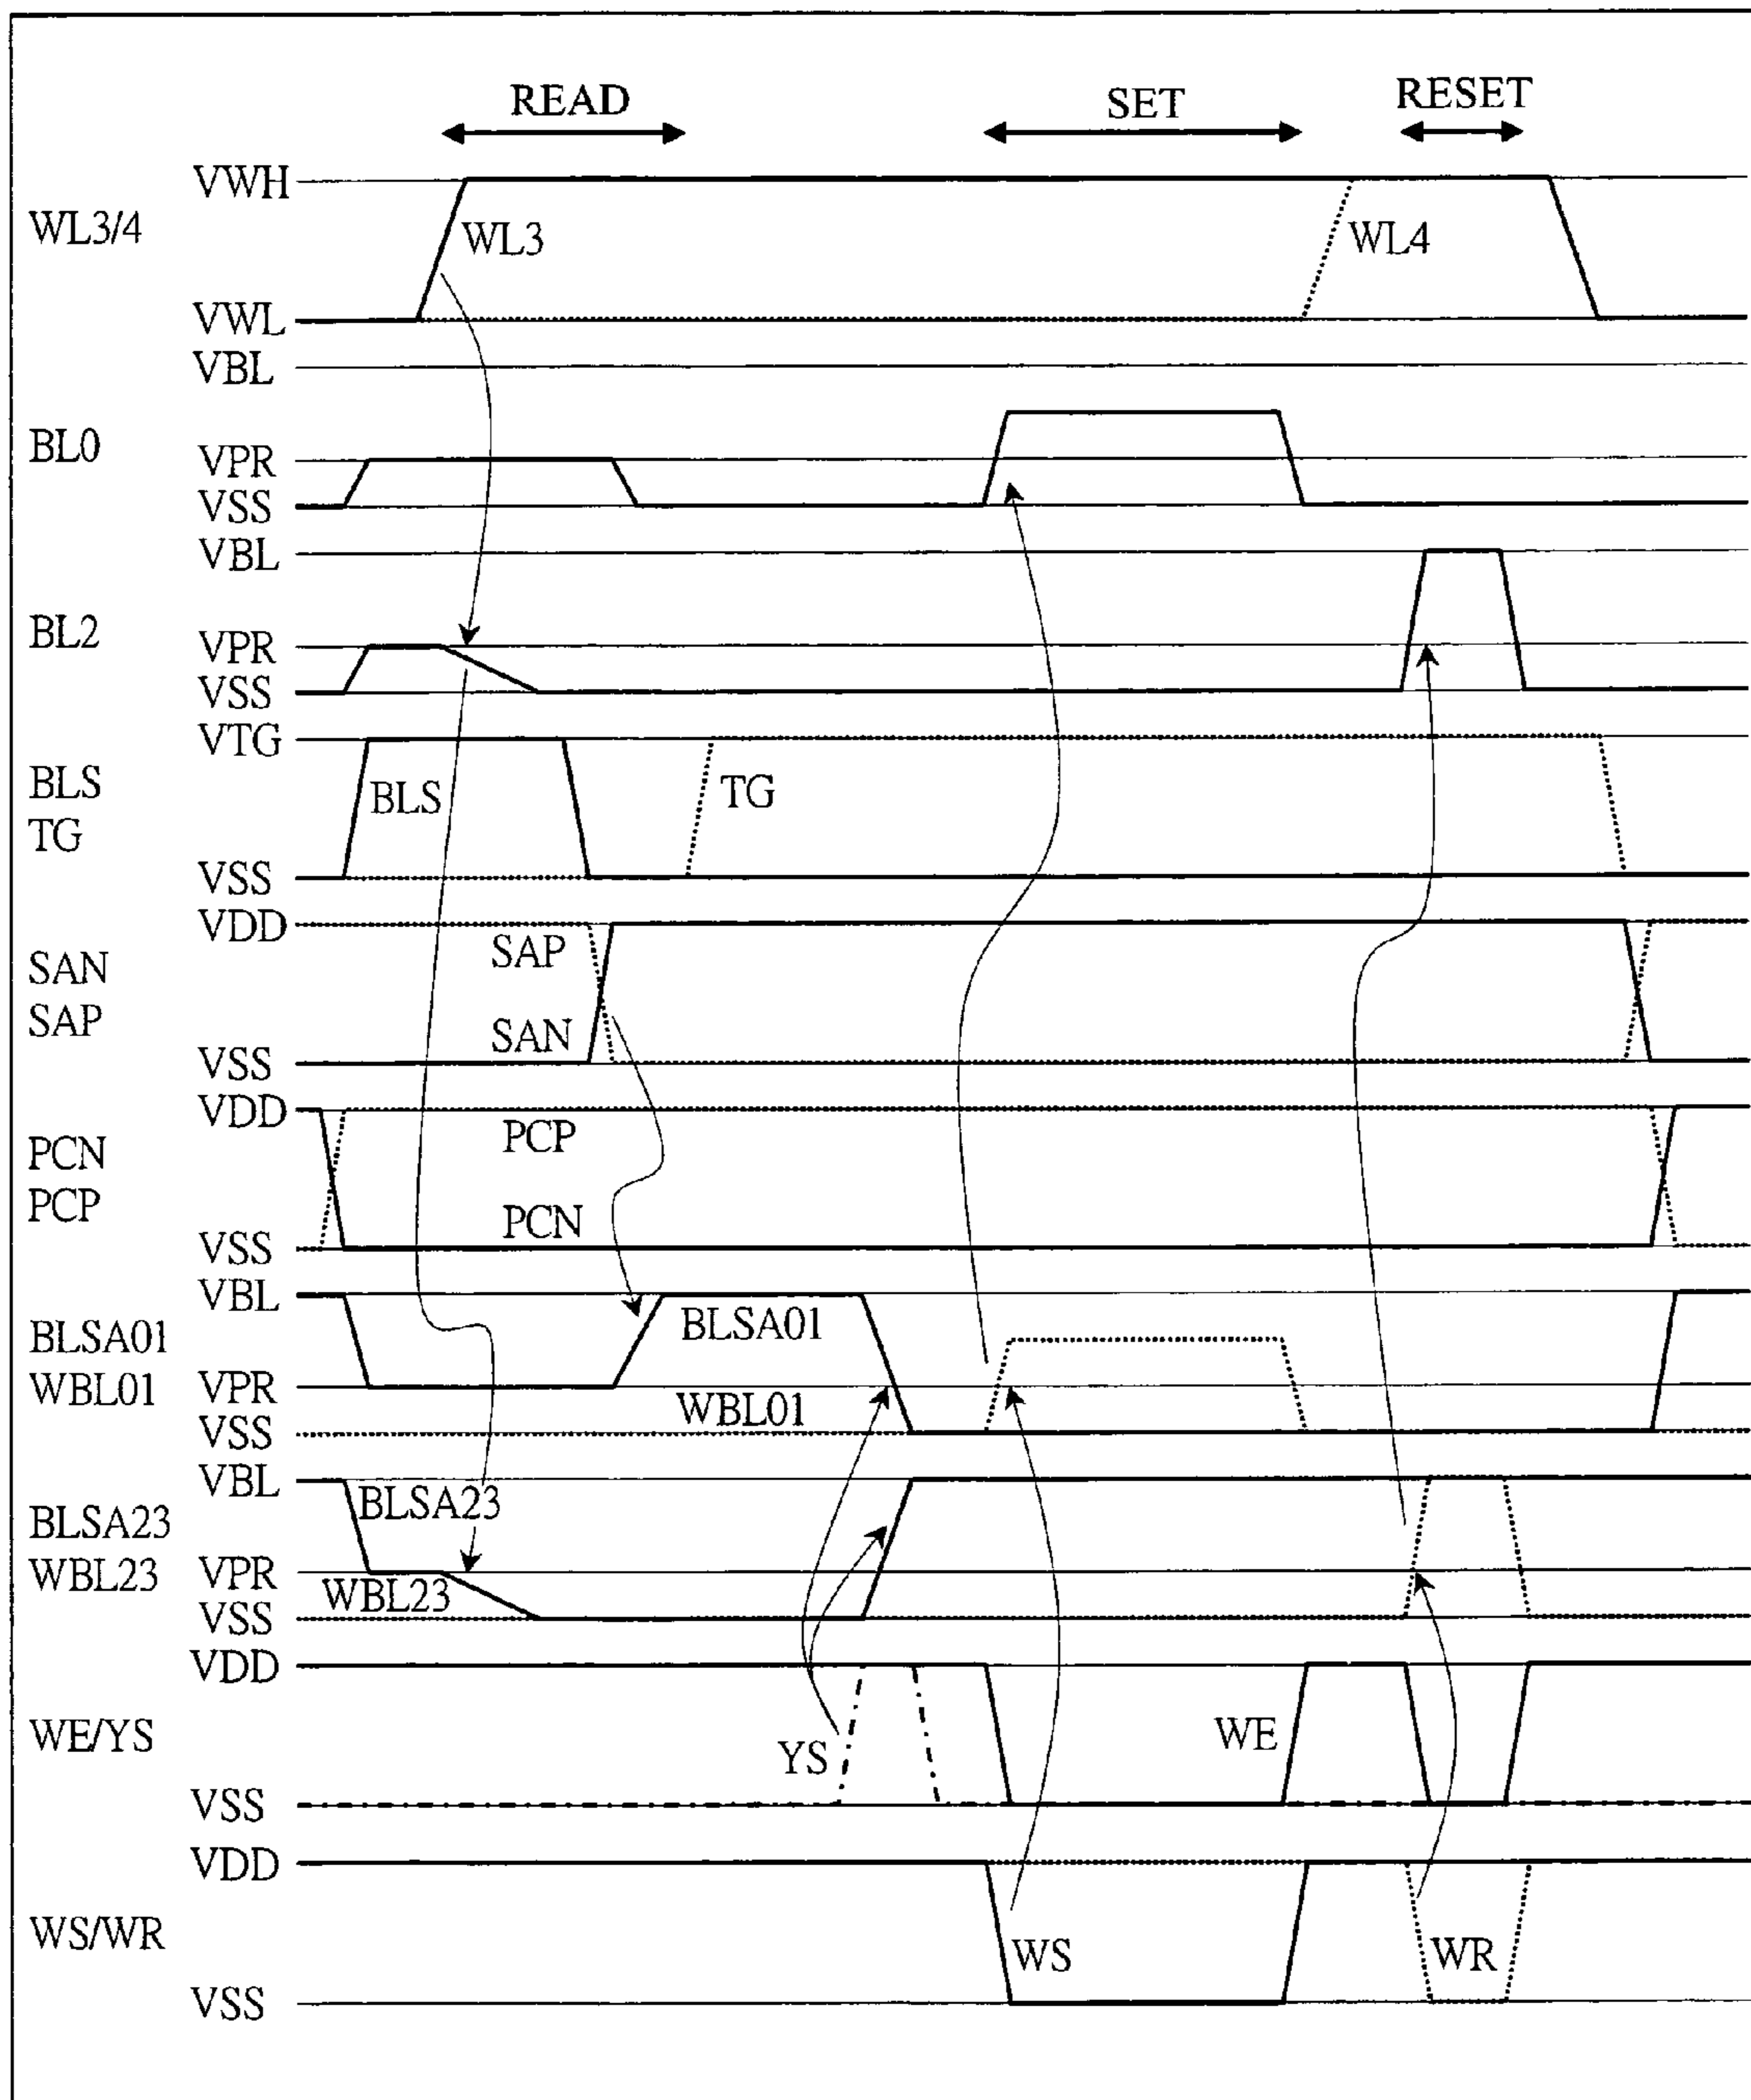 READ SET RESET
VWH
WL3/4 WL3 WL4
VWL
VBL
BL0 VPR
VSS
VBL
BL2 VPR
VSS
VTG
BLS BLS TG
TG
VSS
VDD
SAN SAP
SAP SAN
VSS
VDD
PCN PCP
PCP PCN
VSS
VBL
BLSA01 BLSA01
WBL01 VPR WBL01
VSS
VBL
BLSA23 BLSA23
WBL23 VPR WBL23
VSS
VDD
WE/YS YS WE
VSS
VDD
WS/WR WS WR
VSS